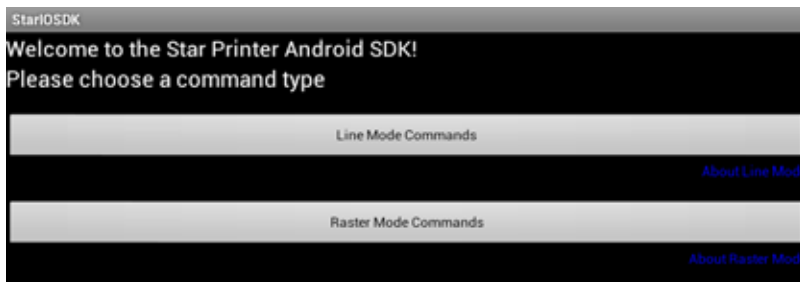 StarIOSDK
Welcome to the Star Printer Android SDK!
Please choose a command type
Line Mode Commands
About Line Mod
Raster Mode Commands
About Raster Mod